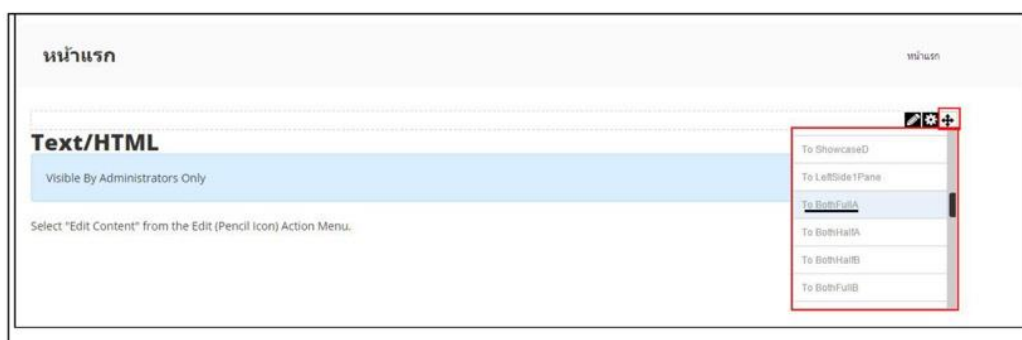 หน้าแรก
หน้าแรก
Text/HTML
Visible By Administrators Only
Select "Edit Content" from the Edit (Pencil Icon) Action Menu.
To ShowcaseD
To LeftSide1Pane
To BothFullA
To BothHalfA
To BothHalfB
To BothFullB